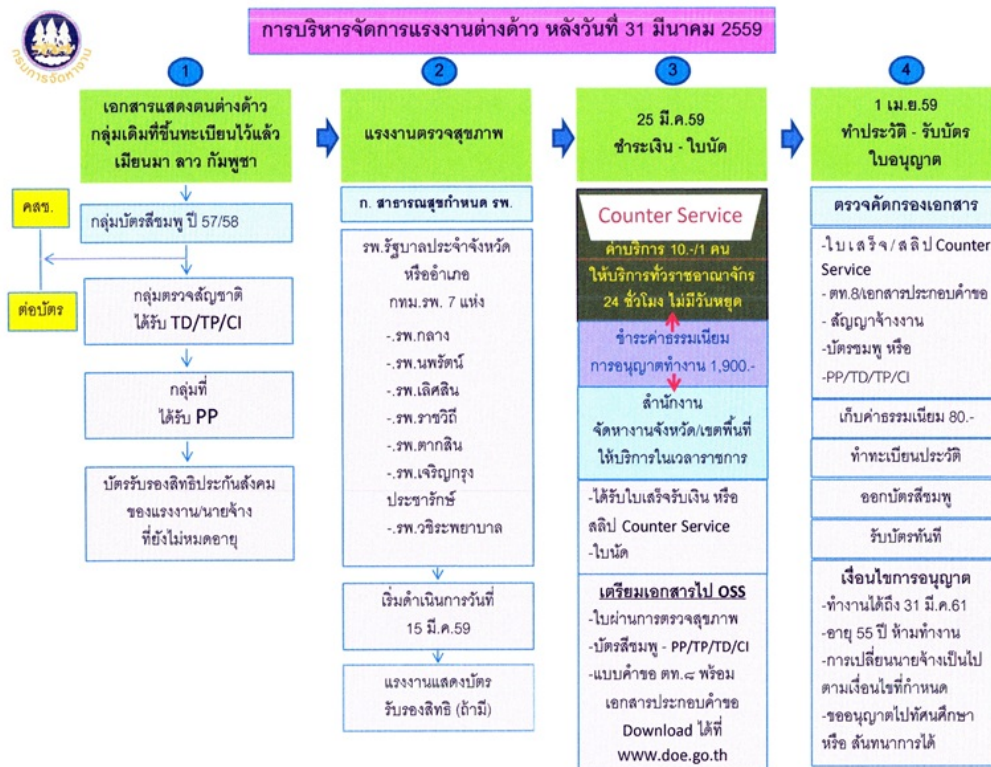 การบริหารจัดการแรงงานต่างด้าว หลังวันที่ 31 มีนาคม 2559
กรมการจัดหางาน
1
เอกสารแสดงตนต่างด้าว
กลุ่มเดิมที่ขึ้นทะเบียนไว้แล้ว
เมียนมา ลาว กัมพูชา
คสช.
กลุ่มบัตรสีชมพู ปี 57/58
ต่อบัตร
กลุ่มตรวจสัญชาติ
ได้รับ TD/TP/CI
กลุ่มที่
ได้รับ PP
บัตรรับรองสิทธิประกันสังคม
ของแรงงาน/นายจ้าง
ที่ยังไม่หมดอายุ
2
แรงงานตรวจสุขภาพ
ก. สาธารณสุขกำหนด รพ.
รพ.รัฐบาลประจำจังหวัด
หรืออำเภอ
กทม.รพ. 7 แห่ง
-.รพ.กลาง
-.รพ.นพรัตน์
-.รพ.เลิศสิน
-.รพ.ราชวิถี
-.รพ.ตากสิน
-.รพ.เจริญกรุง
ประชารักษ์
-.รพ.วชิระพยาบาล
เริ่มดำเนินการวันที่
15 มี.ค.59
แรงงานแสดงบัตร
รับรองสิทธิ (ถ้ามี)
3
25 มี.ค.59
ชำระเงิน - ใบนัด
Counter Service
ค่าบริการ 10.-/1 คน
ให้บริการทั่วราชอาณาจักร
24 ชั่วโมง ไม่มีวันหยุด
ชำระค่าธรรมเนียม
การอนุญาตทำงาน 1,900.-
สำนักงาน
จัดหางานจังหวัด/เขตพื้นที่
ให้บริการในเวลาราชการ
-ได้รับใบเสร็จรับเงิน หรือ
สลิป Counter Service
-ใบนัด
เตรียมเอกสารไป OSS
-ใบผ่านการตรวจสุขภาพ
-บัตรสีชมพู - PP/TP/TD/CI
-แบบคำขอ ตท.๘ พร้อม
เอกสารประกอบคำขอ
Download ได้ที่
www.doe.go.th
4
1 เม.ย.59
ทำประวัติ - รับบัตร
ใบอนุญาต
ตรวจคัดกรองเอกสาร
-ใบเสร็จ/สลิป Counter
Service
-ตท.8/เอกสารประกอบคำขอ
- สัญญาจ้างงาน
-บัตรชมพู หรือ
-PP/TD/TP/CI
เก็บค่าธรรมเนียม 80.-
ทำทะเบียนประวัติ
ออกบัตรสีชมพู
รับบัตรทันที
เงื่อนไขการอนุญาต
-ทำงานได้ถึง 31 มี.ค.61
-อายุ 55 ปี ห้ามทำงาน
-การเปลี่ยนนายจ้างเป็นไป
ตามเงื่อนไขที่กำหนด
-ขออนุญาตไปทัศนศึกษา
หรือ สันทนาการได้